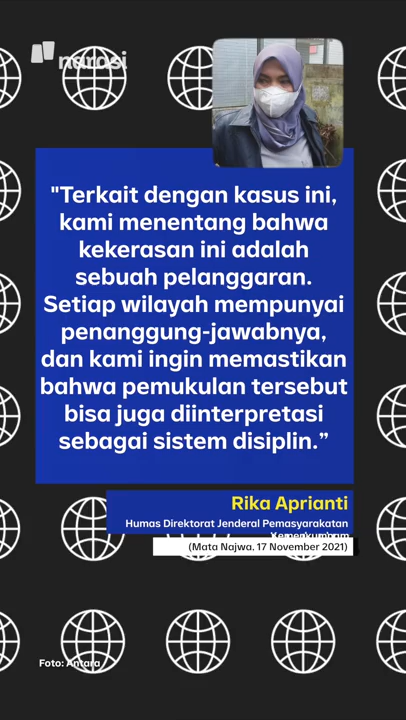 narasi
"Terkait dengan kasus ini,
kami menentang bahwa
kekerasan ini adalah
sebuah pelanggaran.
Setiap wilayah mempunyai
penanggung-jawabnya,
dan kami ingin memastikan
bahwa pemukulan tersebut
bisa juga diinterpretasi
sebagai sistem disiplin.”
Rika Aprianti
Humas Direktorat Jenderal Pemasyarakatan
Kemenkumham
(Mata Najwa, 17 November 2021)
Foto: Antara